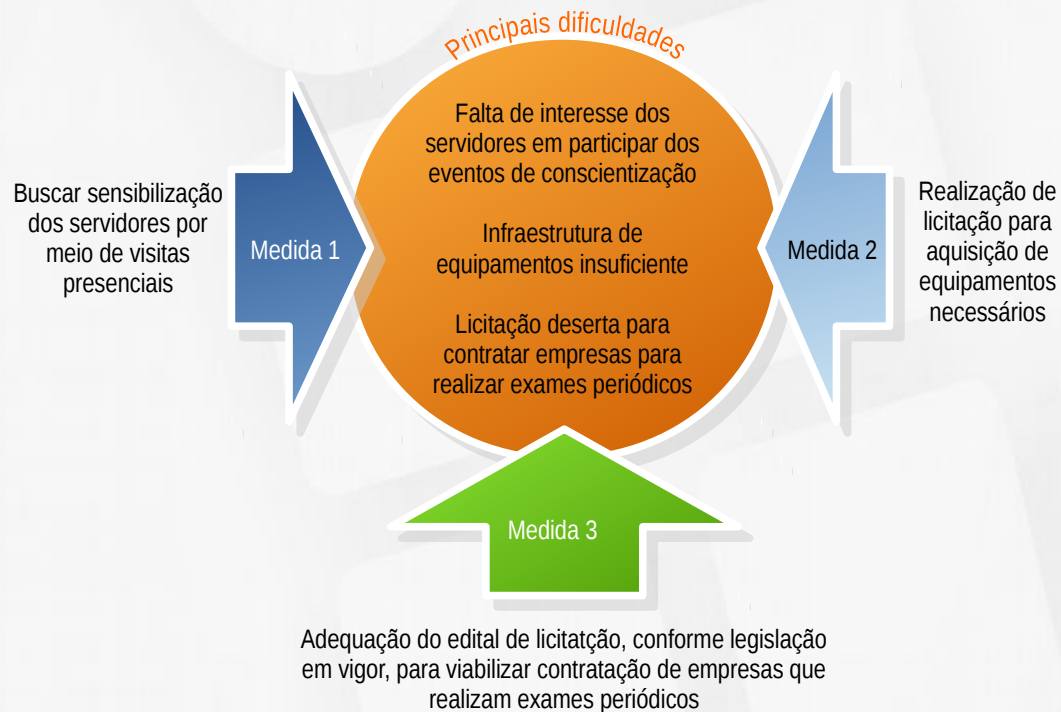 Principais dificuldades
Falta de interesse dos
servidores em participar dos
eventos de conscientização
Infraestrutura de
equipamentos insuficiente
Licitação deserta para
contratar empresas para
realizar exames periódicos
Buscar sensibilização
dos servidores por
meio de visitas
presenciais
Medida 1
Medida 2
Realização de
licitação para
aquisição de
equipamentos
necessários
Medida 3
Adequação do edital de licitatção, conforme legislação
em vigor, para viabilizar contratação de empresas que
realizam exames periódicos